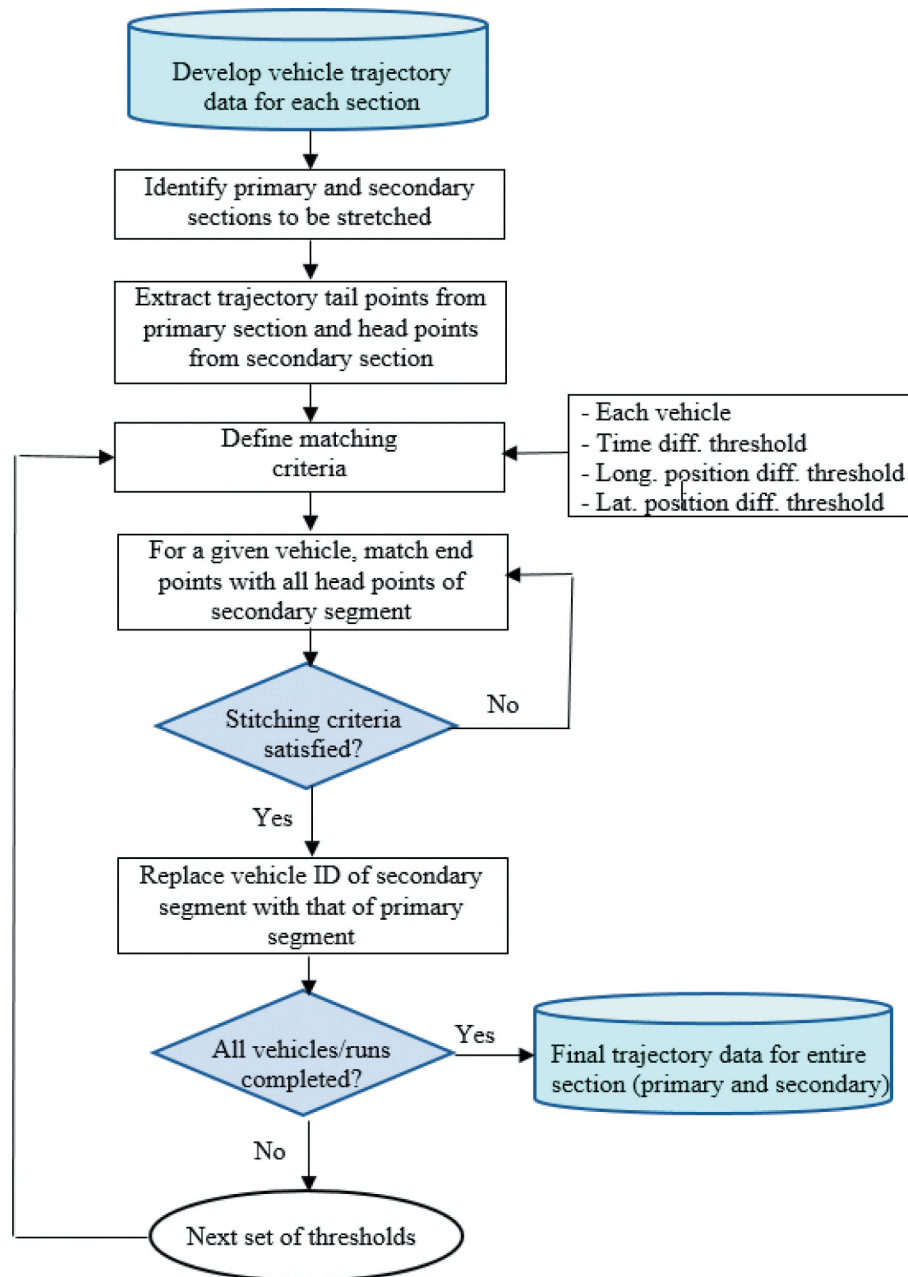 Develop vehicle trajectory
data for each section
Identify primary and secondary
sections to be stretched
Extract trajectory tail points from
primary section and head points
from secondary section
Define matching
criteria
- Each vehicle
- Time diff. threshold
- Long. position diff. threshold
- Lat. position diff. threshold
For a given vehicle, match end
points with all head points of
secondary segment
Stitching criteria
satisfied?
No
Yes
Replace vehicle ID of secondary
segment with that of primary
segment
All vehicles/runs
completed?
Yes
Final trajectory data for entire
section (primary and secondary)
No
Next set of thresholds